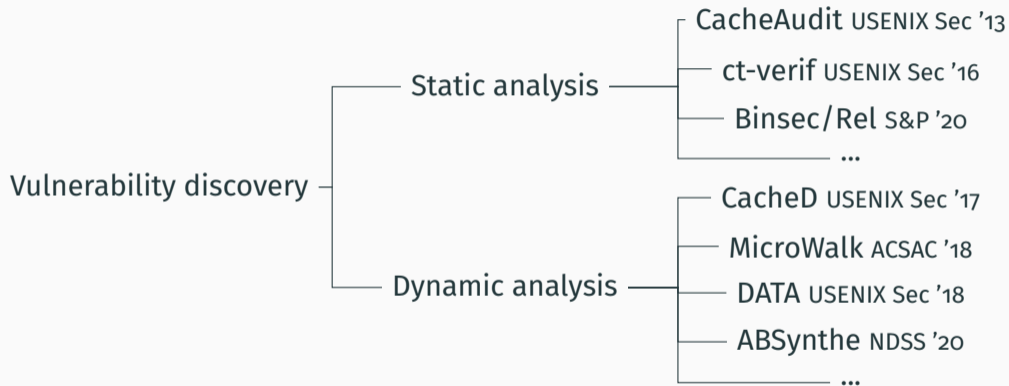 Vulnerability discovery
Static analysis
CacheAudit USENIX Sec '13
ct-verif USENIX Sec '16
Binsec/Rel S&P '20
...
Dynamic analysis
CacheD USENIX Sec '17
MicroWalk ACSAC '18
DATA USENIX Sec '18
ABSynthe NDSS '20
...